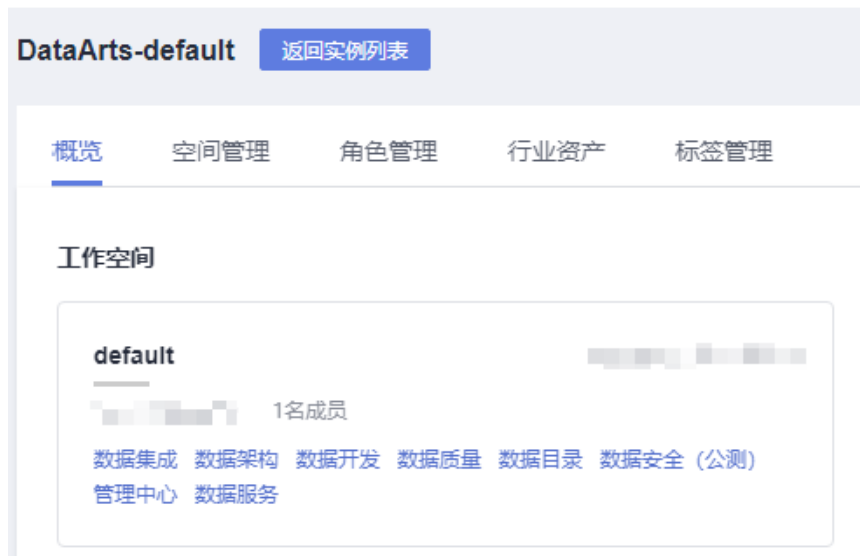 DataArts-default 返回实例列表
概览 空间管理 角色管理 行业资产 标签管理
工作空间
default
1名成员
数据集成 数据架构 数据开发 数据质量 数据目录 数据安全（公测）
管理中心 数据服务